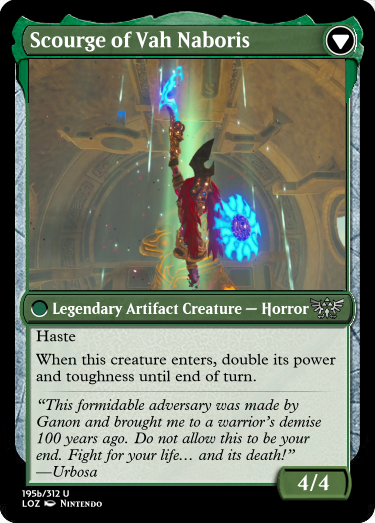 Scourge of Vah Naboris
Legendary Artifact Creature — Horror
Haste
When this creature enters, double its power
and toughness until end of turn.
“This formidable adversary was made by
Ganon and brought me to a warrior’s demise
100 years ago. Do not allow this to be your
end. Fight for your life… and its death!”
—Urbosa
4/4
195b/312 U
LOZ ✒ Nintendo